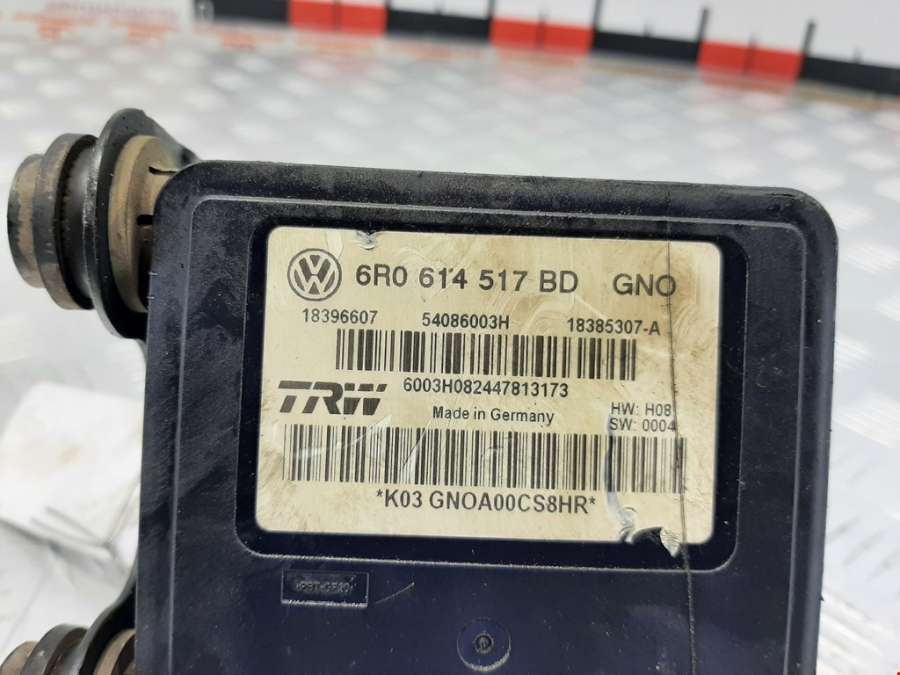 6R0 614 517 BD GNO
18396607 54086003H 18385307-A
6003H082447813173
TRW
Made in Germany
HW: H08
SW: 0004
*K03 GNOA00CS8HR*